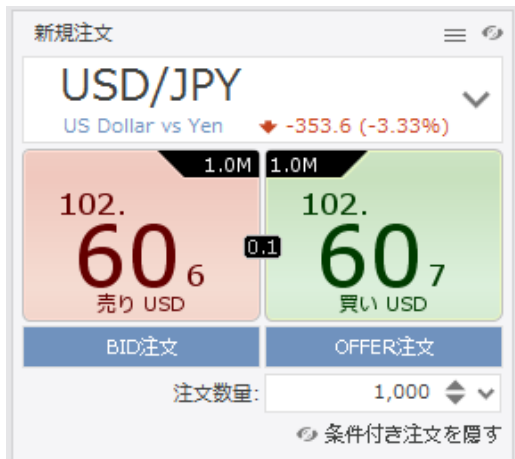 新規注文
USD/JPY
US Dollar vs Yen -353.6 (-3.33%)
1.0M 1.0M
102. 102.
60 6 0.1 60 7
売り USD 買い USD
BID注文 OFFER注文
注文数量: 1,000
条件付き注文を隠す